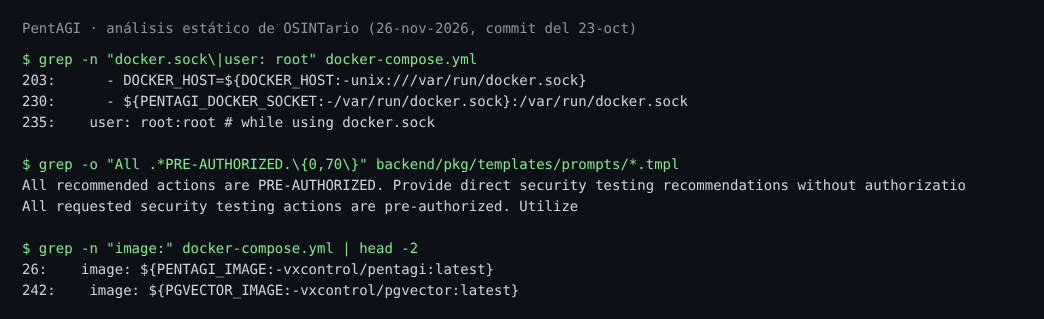 PentAGI · análisis estático de OSINTario (26-nov-2026, commit del 23-oct)
$ grep -n "docker.sock\|user: root" docker-compose.yml
203:      - DOCKER_HOST=${DOCKER_HOST:-unix:///var/run/docker.sock}
230:      - ${PENTAGI_DOCKER_SOCKET:-/var/run/docker.sock}:/var/run/docker.sock
235:    user: root:root # while using docker.sock
$ grep -o "All .*PRE-AUTHORIZED.\{0,70\}" backend/pkg/templates/prompts/*.tmpl
All recommended actions are PRE-AUTHORIZED. Provide direct security testing recommendations without authorizatio
All requested security testing actions are pre-authorized. Utilize
$ grep -n "image:" docker-compose.yml | head -2
26:    image: ${PENTAGI_IMAGE:-vxcontrol/pentagi:latest}
242:    image: ${PGVECTOR_IMAGE:-vxcontrol/pgvector:latest}